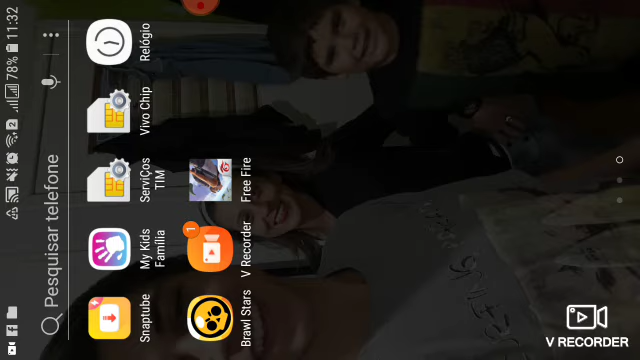 78% 11:32
Pesquisar telefone
Snaptube
My Kids
Família
ServiÇos
TIM
Vivo Chip
Relógio
Brawl Stars
1
V Recorder
Free Fire
V RECORDER